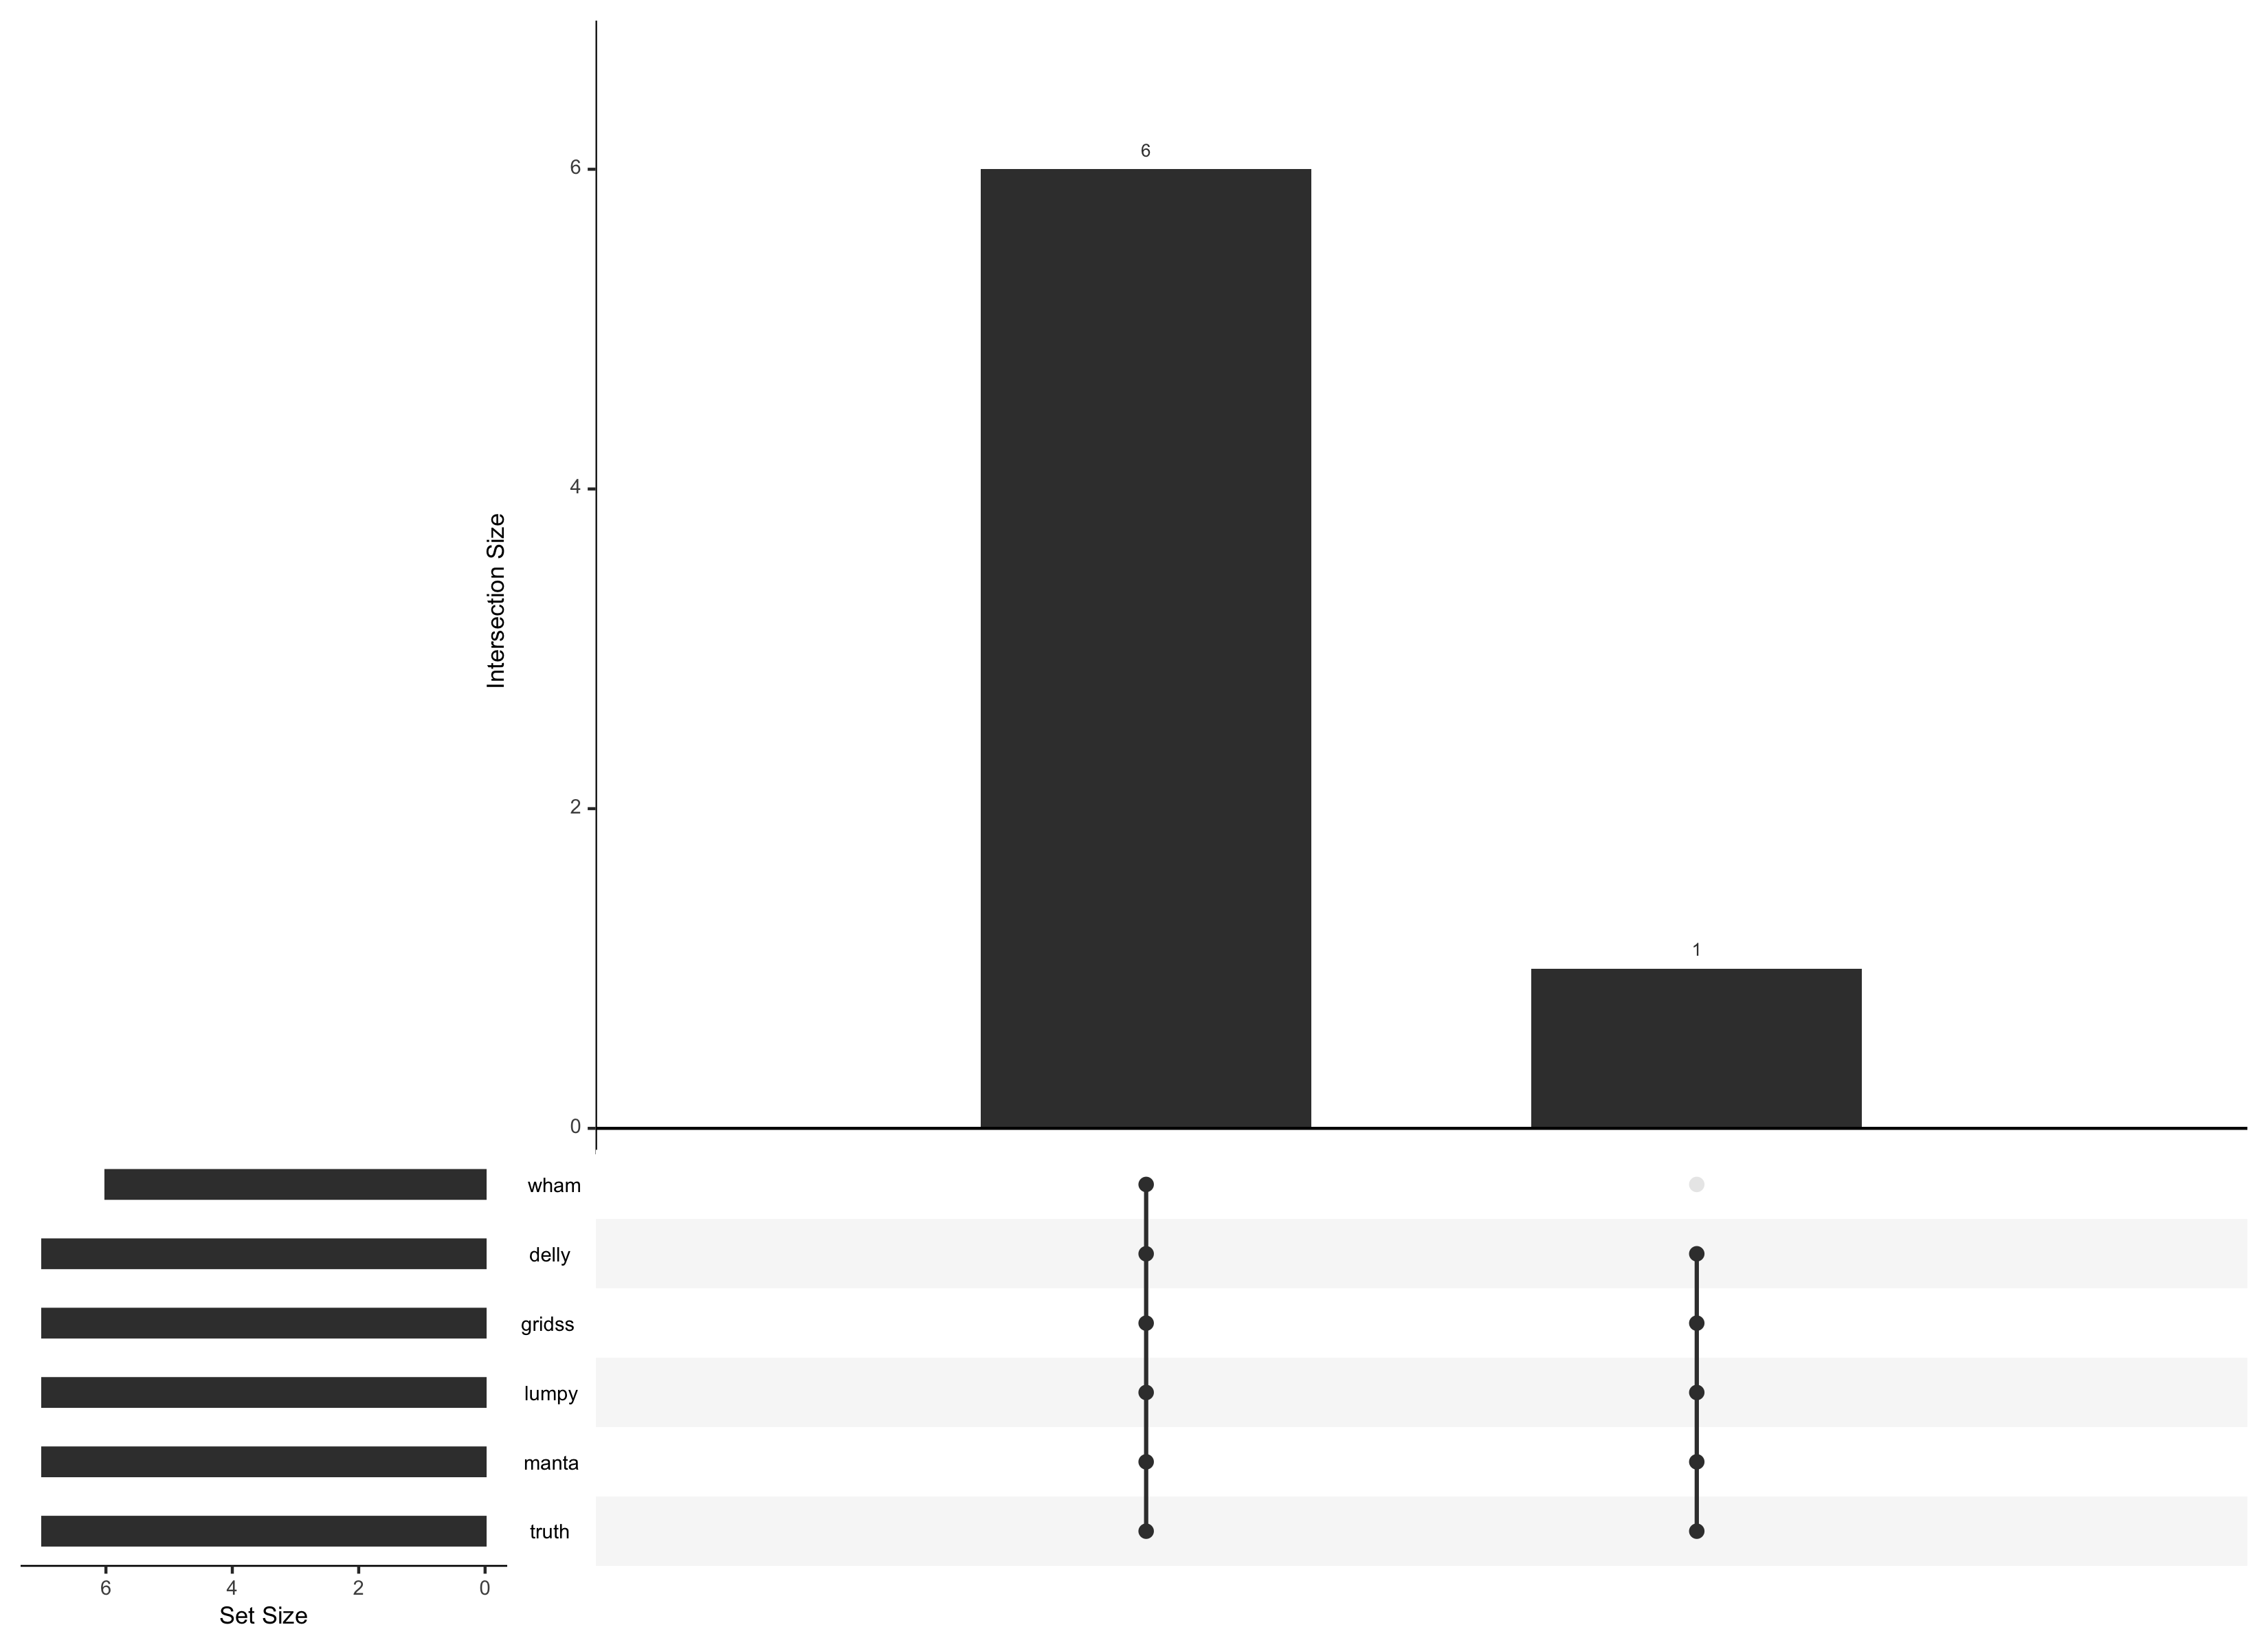 6
6
4
Intersection Size
2
1
0
wham
delly
gridss
lumpy
manta
truth
6 4 2 0
Set Size